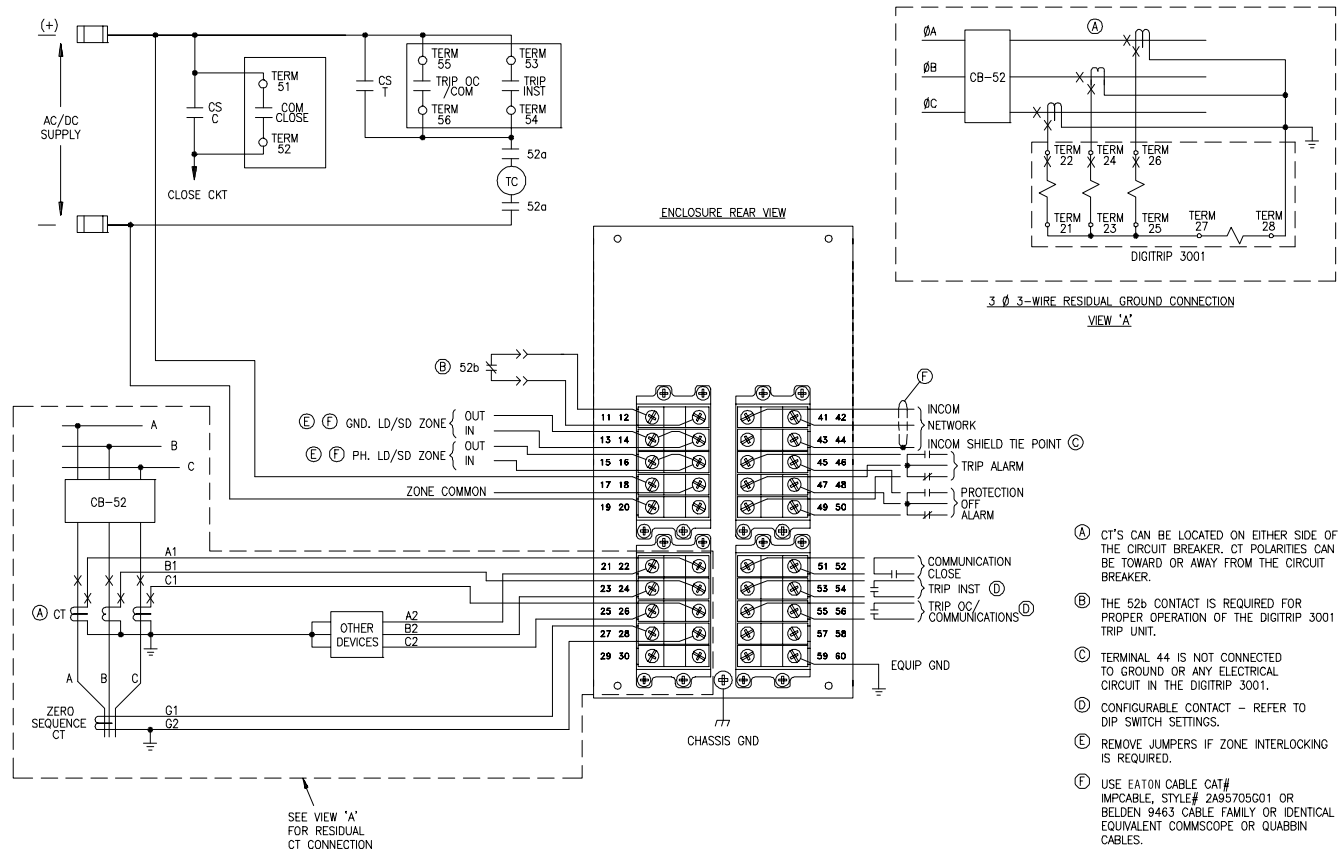 (+)
AC/DC
SUPPLY
—
CS
C
TERM
51
COM
CLOSE
TERM
52
CLOSE CKT
CS
T
TERM
55
TRIP OC
/COM
TERM
56
TERM
53
TRIP
INST
TERM
54
52a
TC
52a
A
ØA
ØB
ØC
CB-52
TERM
22
TERM
24
TERM
26
TERM
21
TERM
23
TERM
25
TERM
27
TERM
28
DIGITRIP 3001
3 Ø 3-WIRE RESIDUAL GROUND CONNECTION
VIEW 'A'
ENCLOSURE REAR VIEW
B 52b
E F GND. LD/SD ZONE { OUT
IN
E F PH. LD/SD ZONE { OUT
IN
ZONE COMMON
11 12
13 14
15 16
17 18
19 20
21 22
23 24
25 26
27 28
29 30
41 42
43 44
45 46
47 48
49 50
51 52
53 54
55 56
57 58
59 60
F
INCOM
NETWORK
INCOM SHIELD TIE POINT C
TRIP ALARM
PROTECTION
OFF
ALARM
COMMUNICATION
CLOSE
TRIP INST D
TRIP OC/
COMMUNICATIONS D
EQUIP GND
CHASSIS GND
A
B
C
CB-52
A1
B1
C1
A CT
OTHER
DEVICES
A2
B2
C2
A B C
ZERO
SEQUENCE
CT
G1
G2
SEE VIEW 'A'
FOR RESIDUAL
CT CONNECTION
A CT'S CAN BE LOCATED ON EITHER SIDE OF
THE CIRCUIT BREAKER. CT POLARITIES CAN
BE TOWARD OR AWAY FROM THE CIRCUIT
BREAKER.
B THE 52b CONTACT IS REQUIRED FOR
PROPER OPERATION OF THE DIGITRIP 3001
TRIP UNIT.
C TERMINAL 44 IS NOT CONNECTED
TO GROUND OR ANY ELECTRICAL
CIRCUIT IN THE DIGITRIP 3001.
D CONFIGURABLE CONTACT – REFER TO
DIP SWITCH SETTINGS.
E REMOVE JUMPERS IF ZONE INTERLOCKING
IS REQUIRED.
F USE EATON CABLE CAT#
IMPCABLE, STYLE# 2A95705G01 OR
BELDEN 9463 CABLE FAMILY OR IDENTICAL
EQUIVALENT COMMSCOPE OR QUABBIN
CABLES.